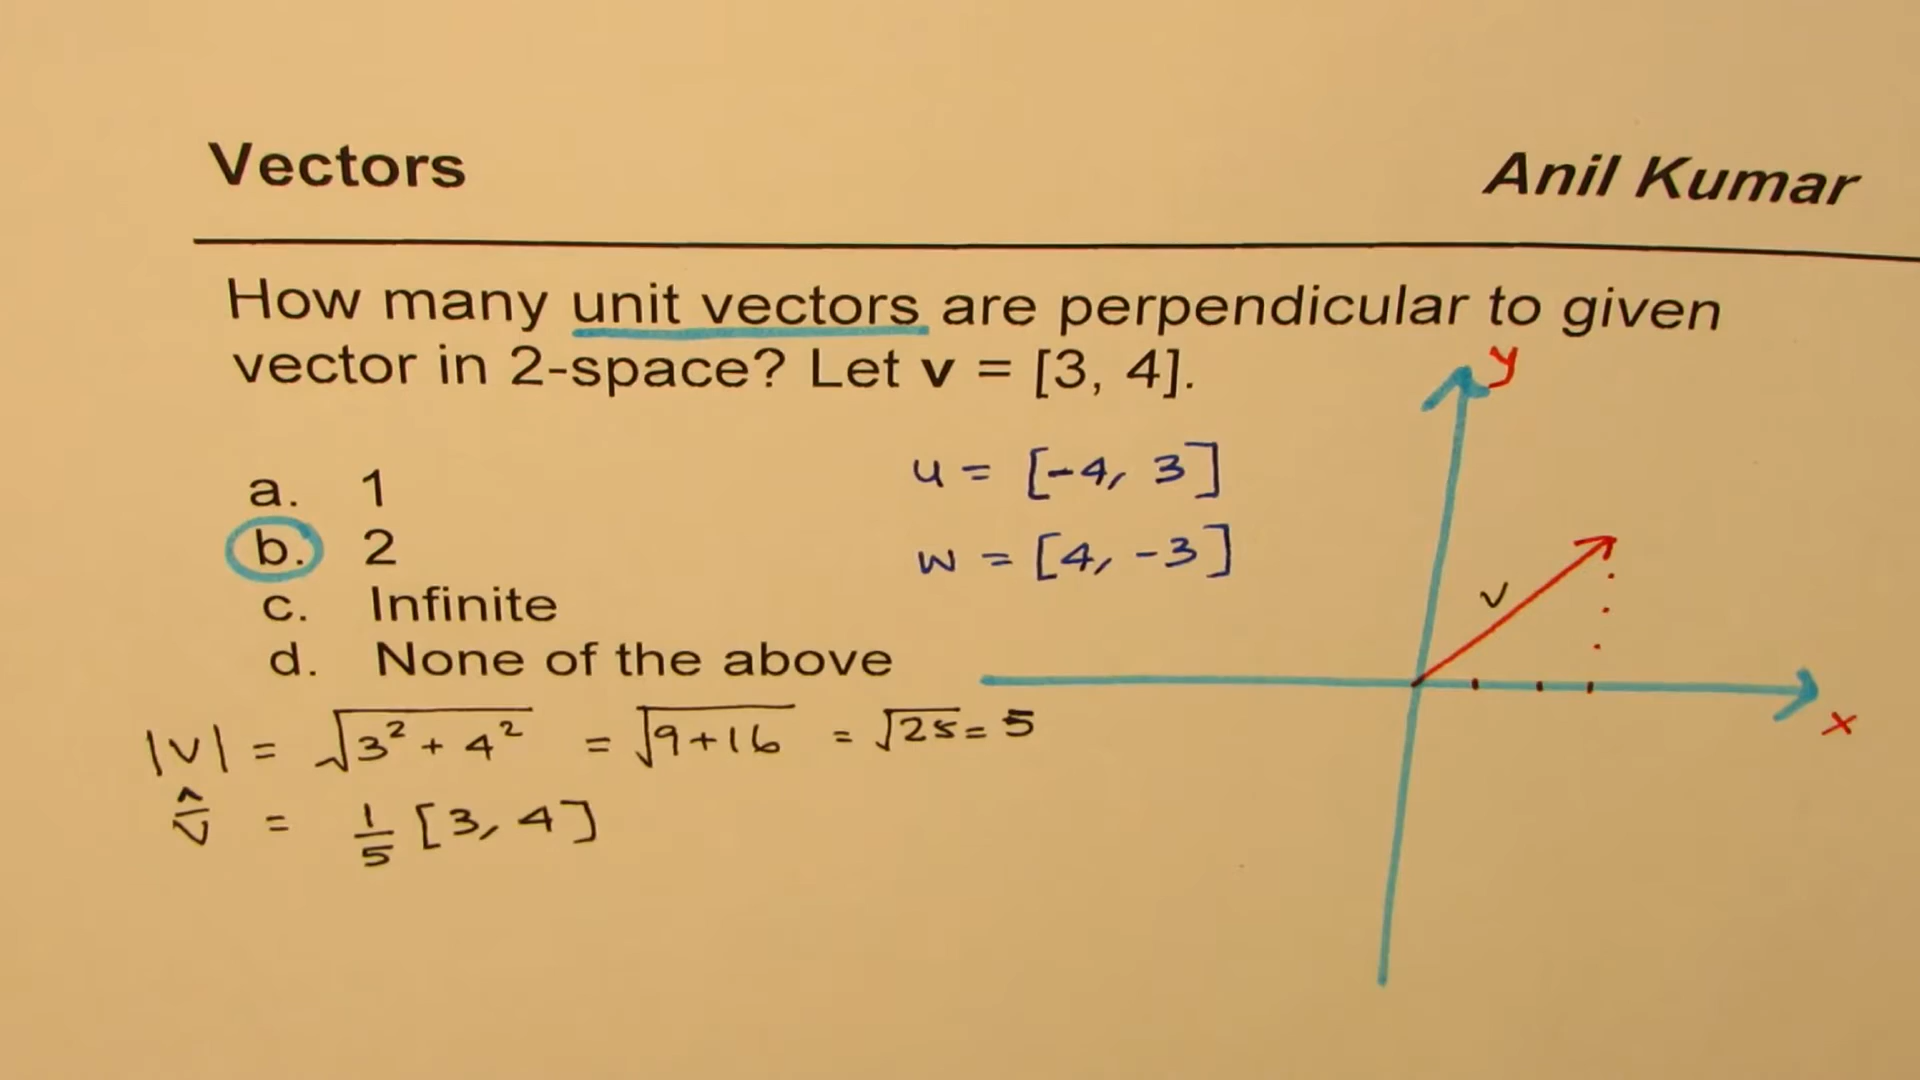 Vectors
Anil Kumar
How many unit vectors are perpendicular to given
vector in 2-space? Let v = [3, 4].
y
u = [-4, 3]
w = [4, -3]
a. 1
b. 2
c. Infinite
d. None of the above
v
x
|v| = √3² + 4² = √9+16 = √25 = 5
v̂ = 1/5 [3, 4]